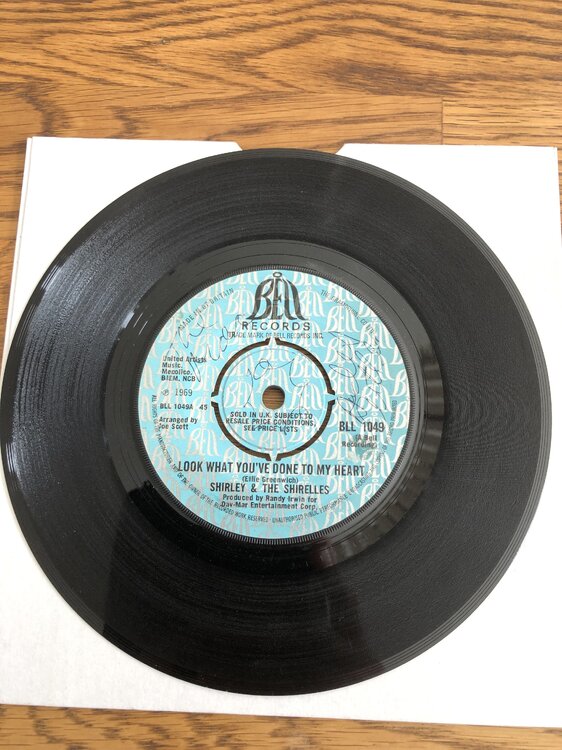 MADE IN GT. BRITAIN
BELL
RECORDS
TRADE MARK OF BELL RECORDS INC.
United Artists
Music,
Mecolico,
BIEM, NCB
℗ 1969
BLL 1049A 45
Arranged by
Joe Scott
SOLD IN U.K. SUBJECT TO
RESALE PRICE CONDITIONS,
SEE PRICE LISTS
BLL 1049
(A Bell
Recording)
LOOK WHAT YOU'VE DONE TO MY HEART
(Ellie Greenwich)
SHIRLEY & THE SHIRELLES
Produced by Randy Irwin for
Dav-Mar Entertainment Corp.